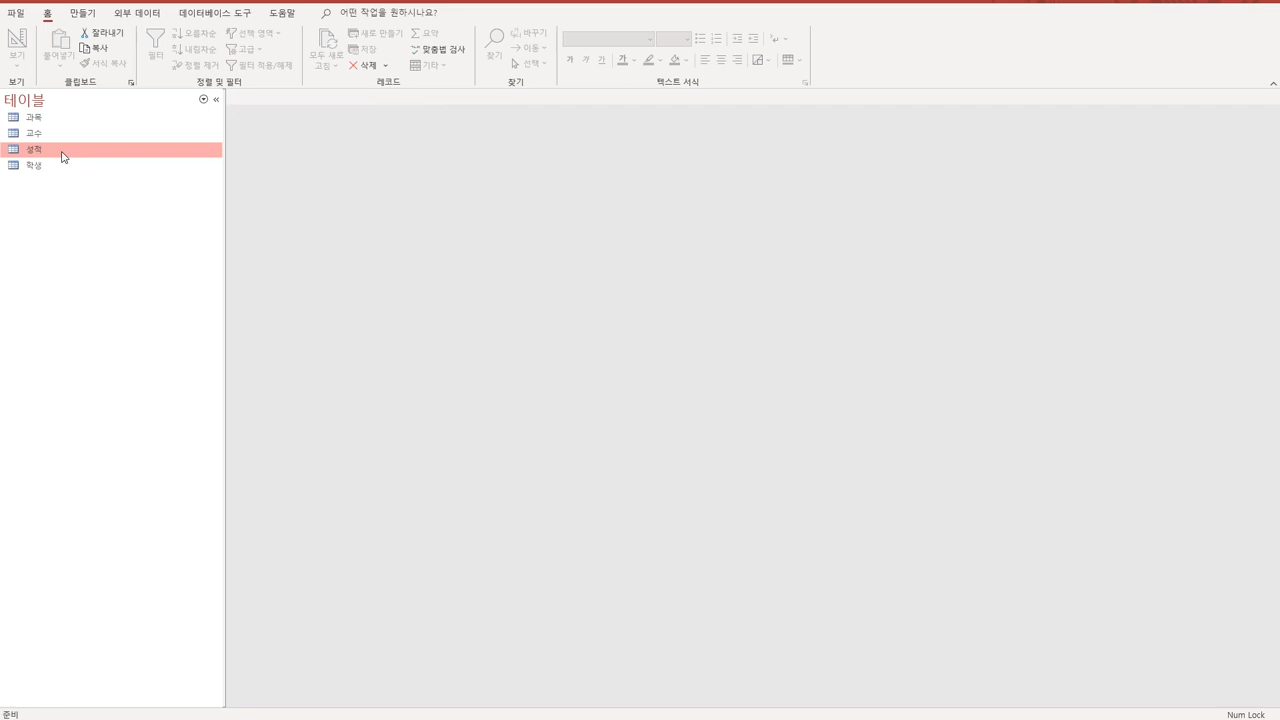 파일 홈 만들기 외부 데이터 데이터베이스 도구 도움말 어떤 작업을 원하시나요?
보기
보기
붙여넣기
잘라내기
복사
서식 복사
클립보드
필터
오름차순
내림차순
정렬 제거
선택 영역
고급
필터 적용/해제
정렬 및 필터
모두 새로
고침
새로 만들기
저장
삭제
요약
맞춤법 검사
기타
레코드
찾기
바꾸기
이동
선택
찾기
가 가 가 가
텍스트 서식
테이블
과목
교수
성적
학생
준비
Num Lock